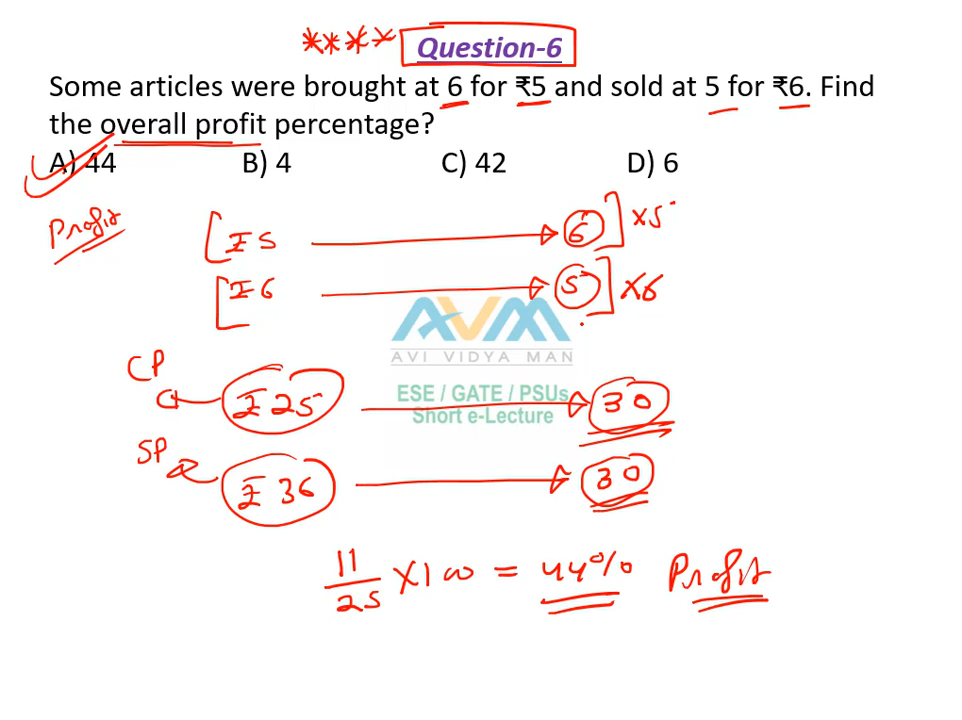 ****
Question-6
Some articles were brought at 6 for ₹5 and sold at 5 for ₹6. Find
the overall profit percentage?
A) 44 B) 4 C) 42 D) 6
Profit
[₹5 6] ×5
[₹6 5] ×6
AVM
AVI VIDYA MAN
CP
₹25 30
ESE / GATE / PSUs
Short e-Lecture
SP
₹36 30
11/25 ×100 = 44% Profit